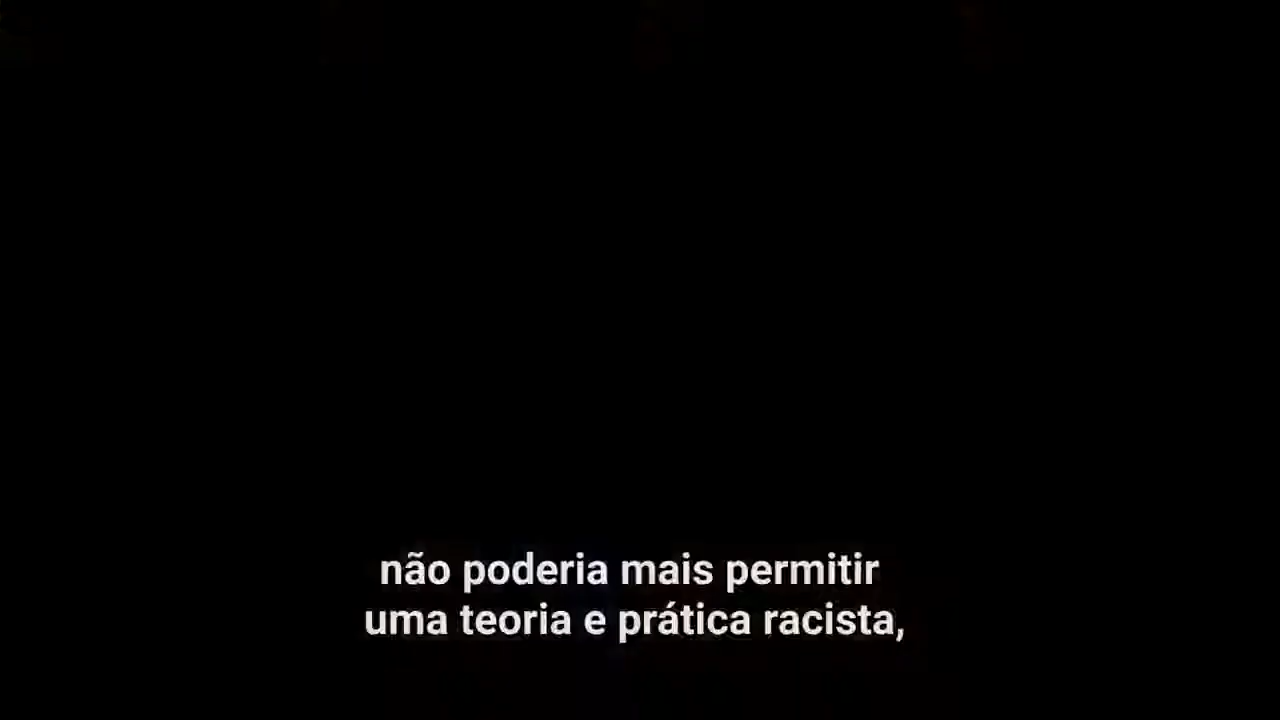 não poderia mais permitir
uma teoria e prática racista,